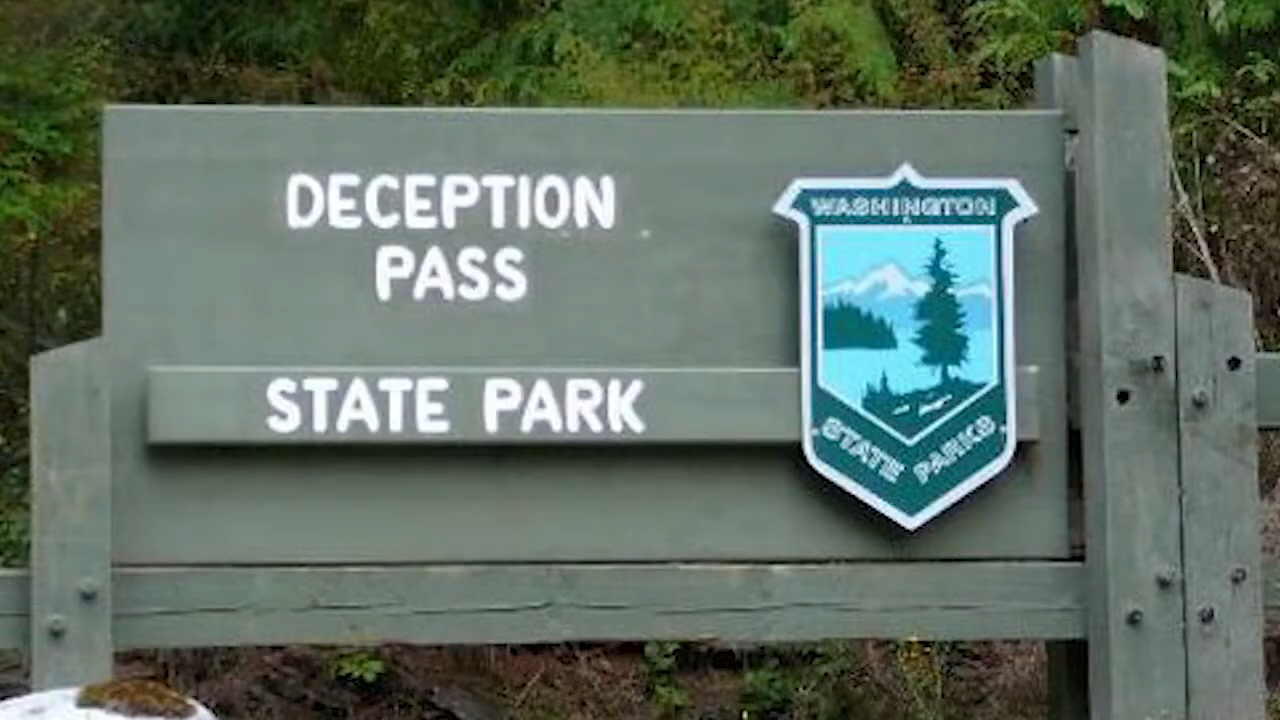 DECEPTION
PASS
STATE PARK
WASHINGTON
STATE PARKS